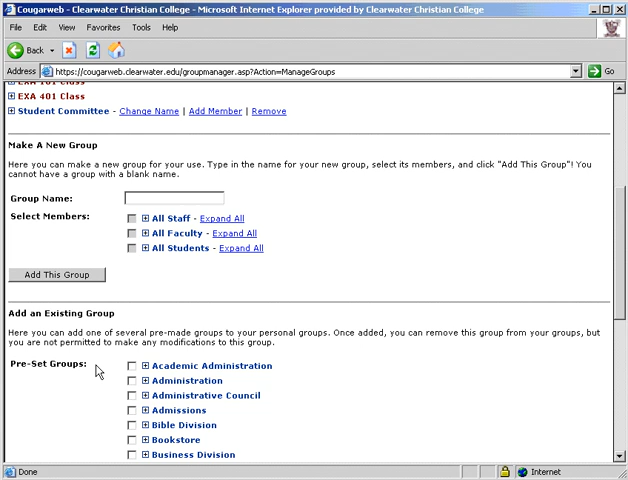 Cougarweb - Clearwater Christian College - Microsoft Internet Explorer provided by Clearwater Christian College
File Edit View Favorites Tools Help
Back
Address https://cougarweb.clearwater.edu/groupmanager.asp?Action=ManageGroups Go
EXA 101 Class
EXA 401 Class
Student Committee - Change Name | Add Member | Remove
Make A New Group
Here you can make a new group for your use. Type in the name for your new group, select its members, and click "Add This Group"! You
cannot have a group with a blank name.
Group Name:
Select Members: All Staff - Expand All
All Faculty - Expand All
All Students - Expand All
Add This Group
Add an Existing Group
Here you can add one of several pre-made groups to your personal groups. Once added, you can remove this group from your groups, but
you are not permitted to make any modifications to this group.
Pre-Set Groups: Academic Administration
Administration
Administrative Council
Admissions
Bible Division
Bookstore
Business Division
Done Internet